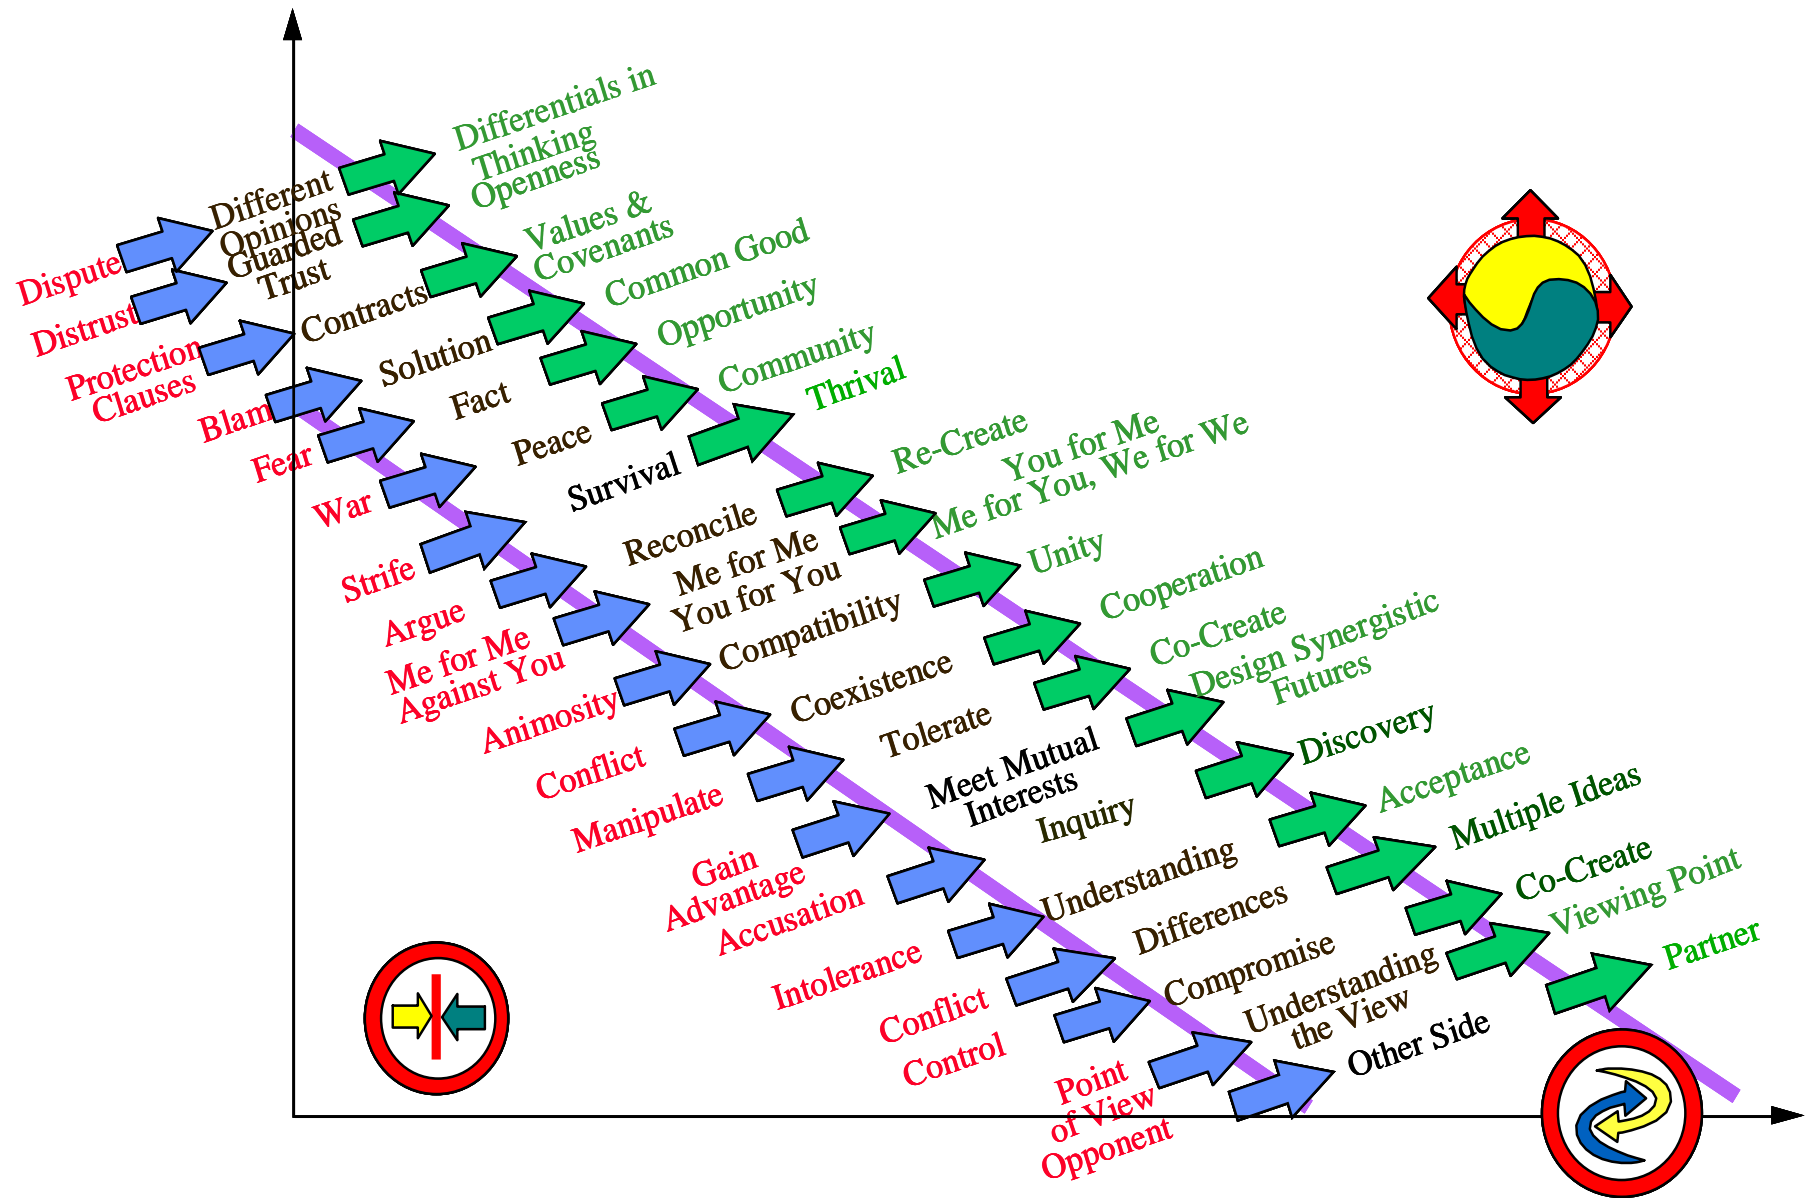 Dispute
Different
Opinions
Differentials in
Thinking
Distrust
Guarded
Trust
Openness
Protection
Clauses
Contracts
Values &
Covenants
Blam
Solution
Common Good
Fear
Fact
Opportunity
War
Peace
Community
Strife
Survival
Thrival
Argue
Reconcile
Re-Create
Me for Me
Against You
Me for Me
You for You
You for Me
Me for You, We for We
Animosity
Compatibility
Unity
Conflict
Coexistence
Cooperation
Manipulate
Tolerate
Co-Create
Gain
Advantage
Meet Mutual
Interests
Design Synergistic
Futures
Accusation
Inquiry
Discovery
Intolerance
Understanding
Acceptance
Conflict
Differences
Multiple Ideas
Control
Compromise
Co-Create
Point
of View
Understanding
the View
Viewing Point
Opponent
Other Side
Partner